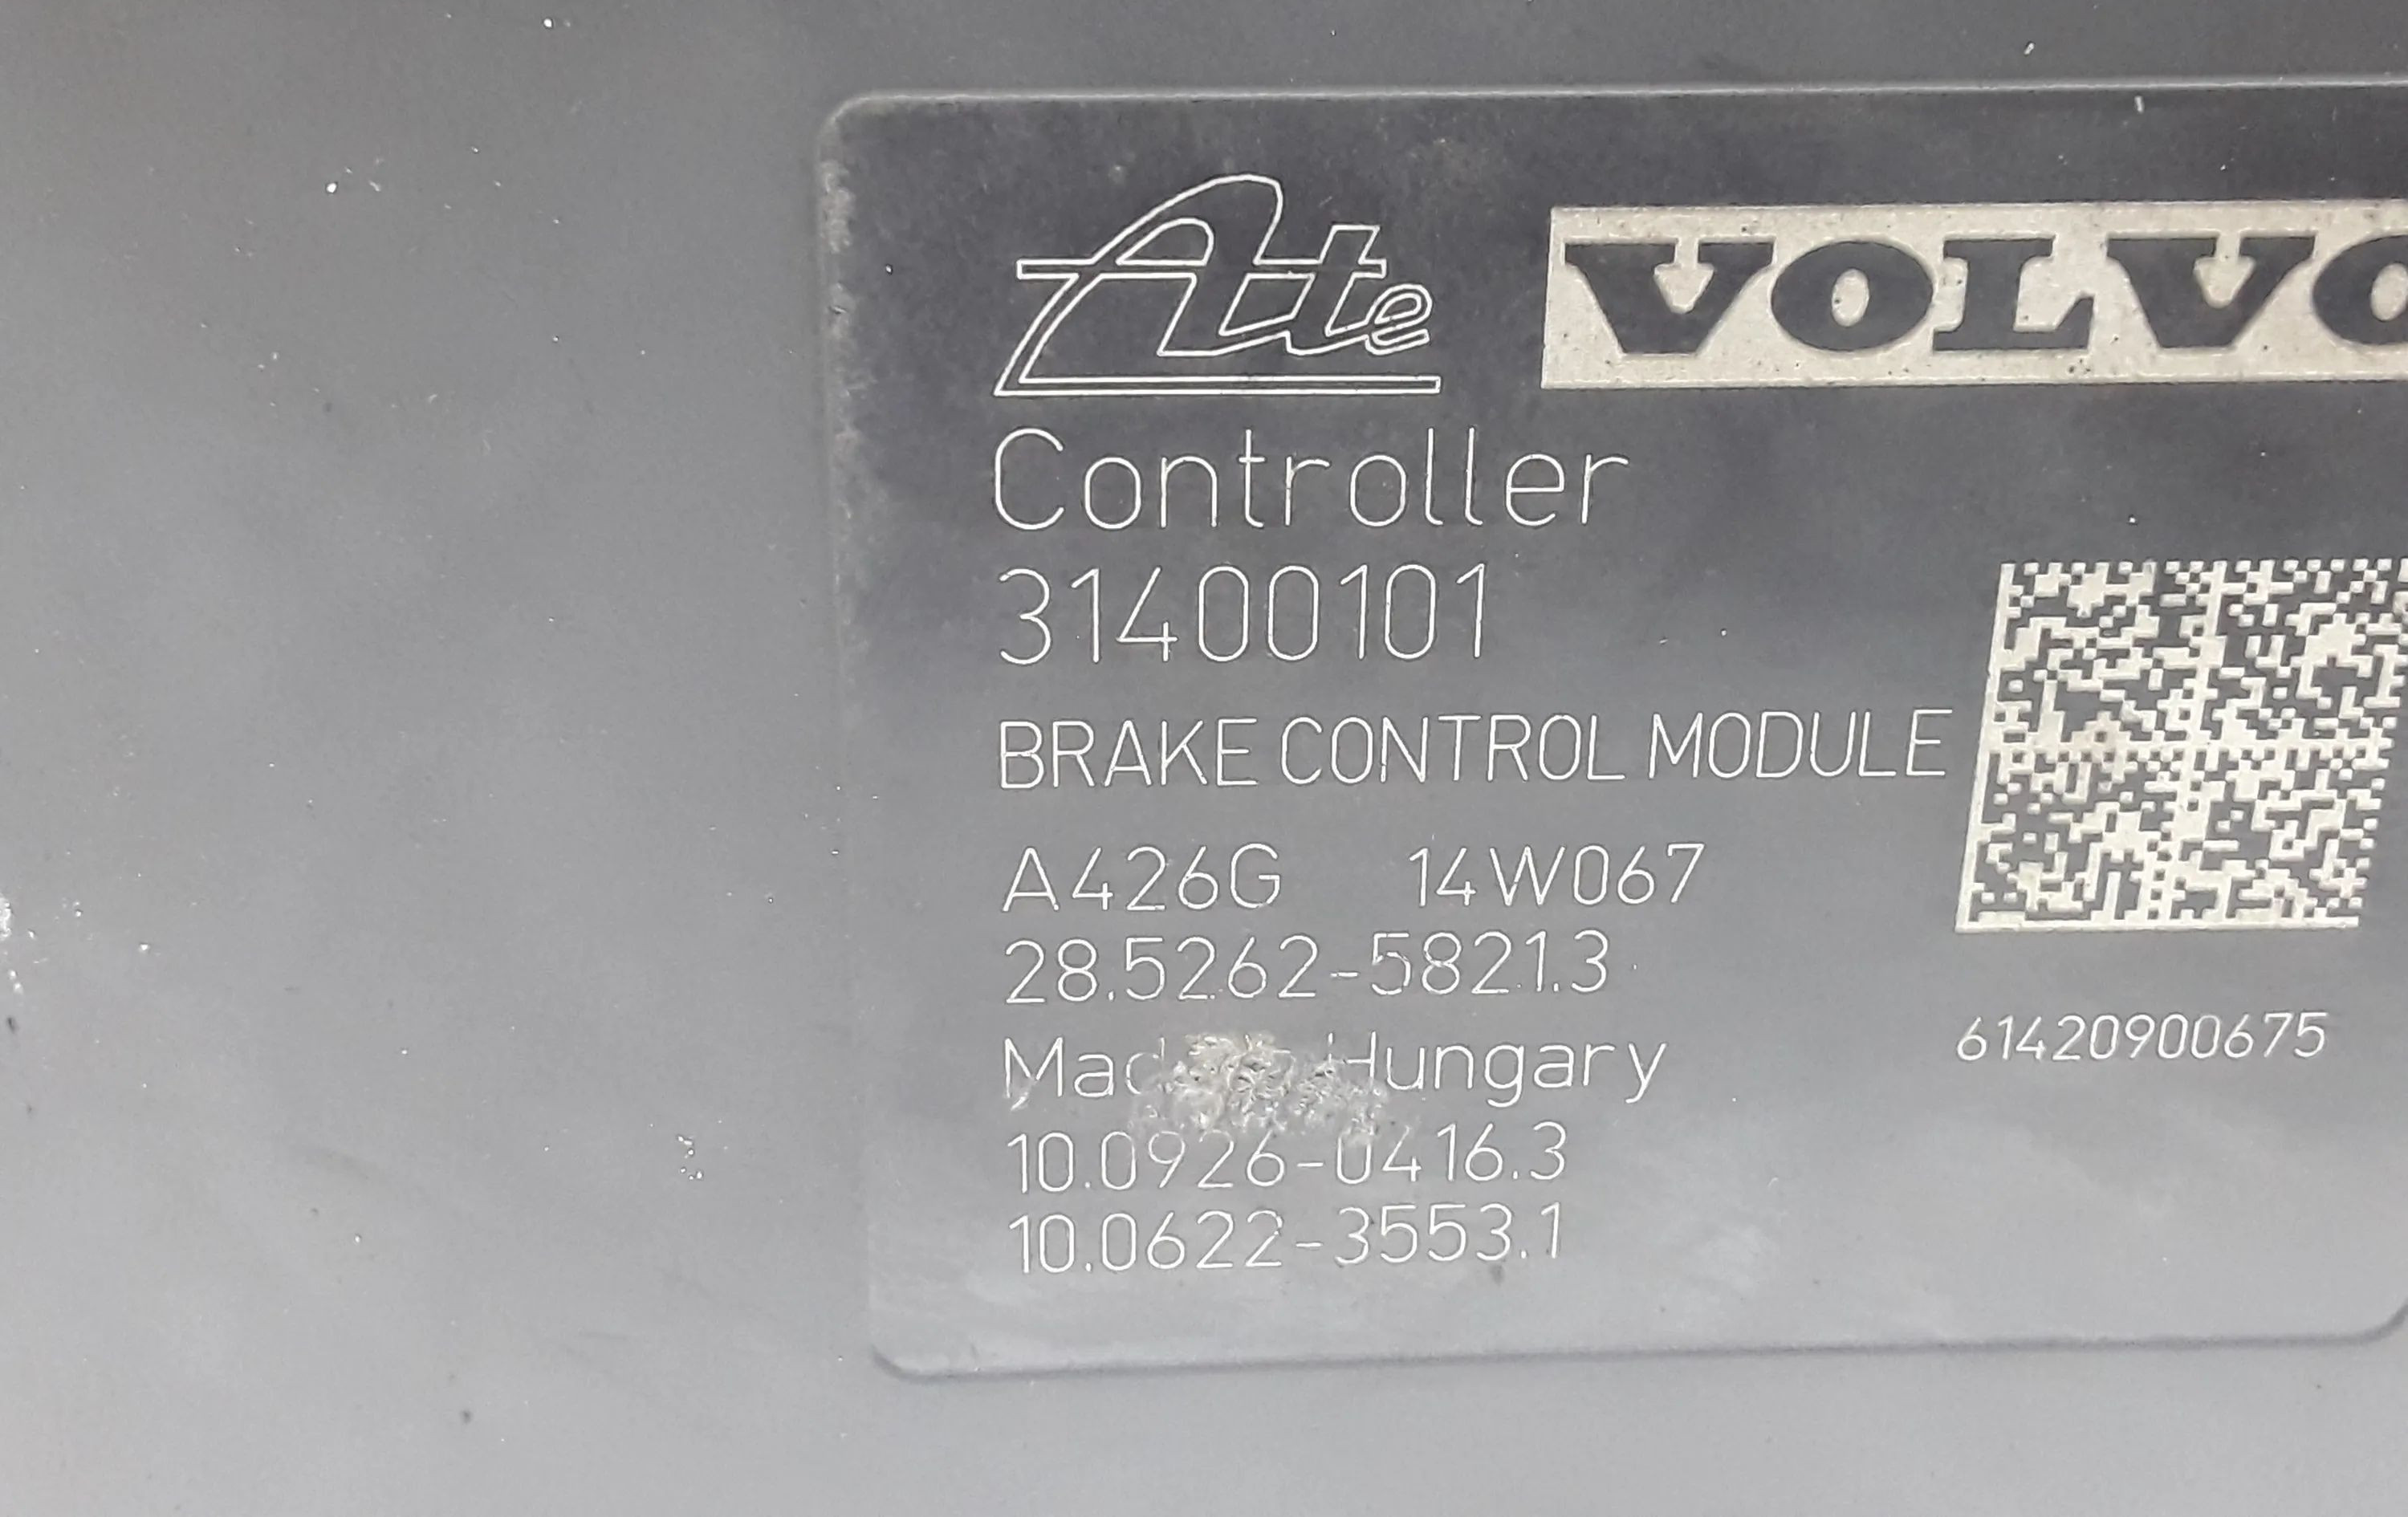 Ate VOLVO
Controller
31400101
BRAKE CONTROL MODULE
A426G 14W067
28.5262-5821.3
61420900675
Hungary
10.0926-0416.3
10.0622-3553.1